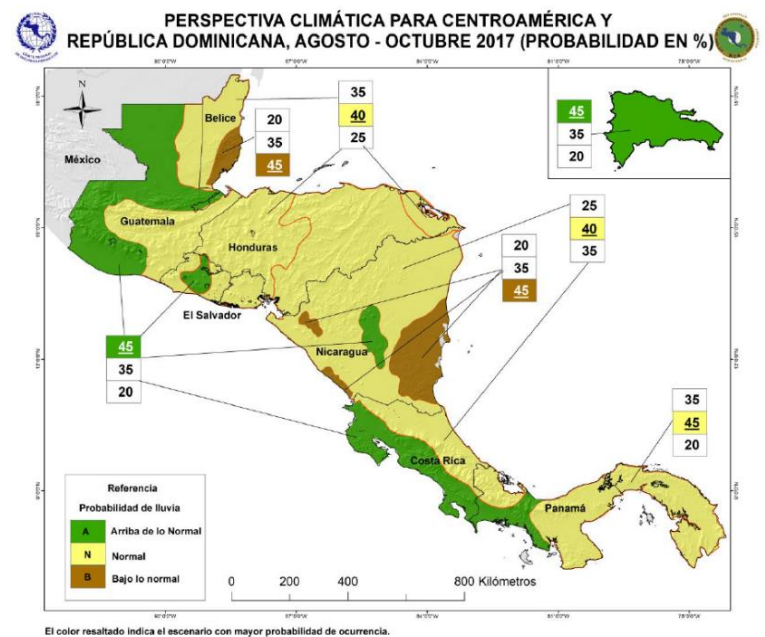 PERSPECTIVA CLIMÁTICA PARA CENTROAMÉRICA Y
REPÚBLICA DOMINICANA, AGOSTO - OCTUBRE 2017 (PROBABILIDAD EN %)
N
México
Belice
Guatemala
Honduras
El Salvador
Nicaragua
Costa Rica
Panamá
20
35
45
35
40
25
45
35
20
25
40
35
20
35
45
45
35
20
35
45
20
Referencia
Probabilidad de lluvia
A Arriba de lo Normal
N Normal
B Bajo lo normal
0 200 400 800 Kilómetros
El color resaltado indica el escenario con mayor probabilidad de ocurrencia.